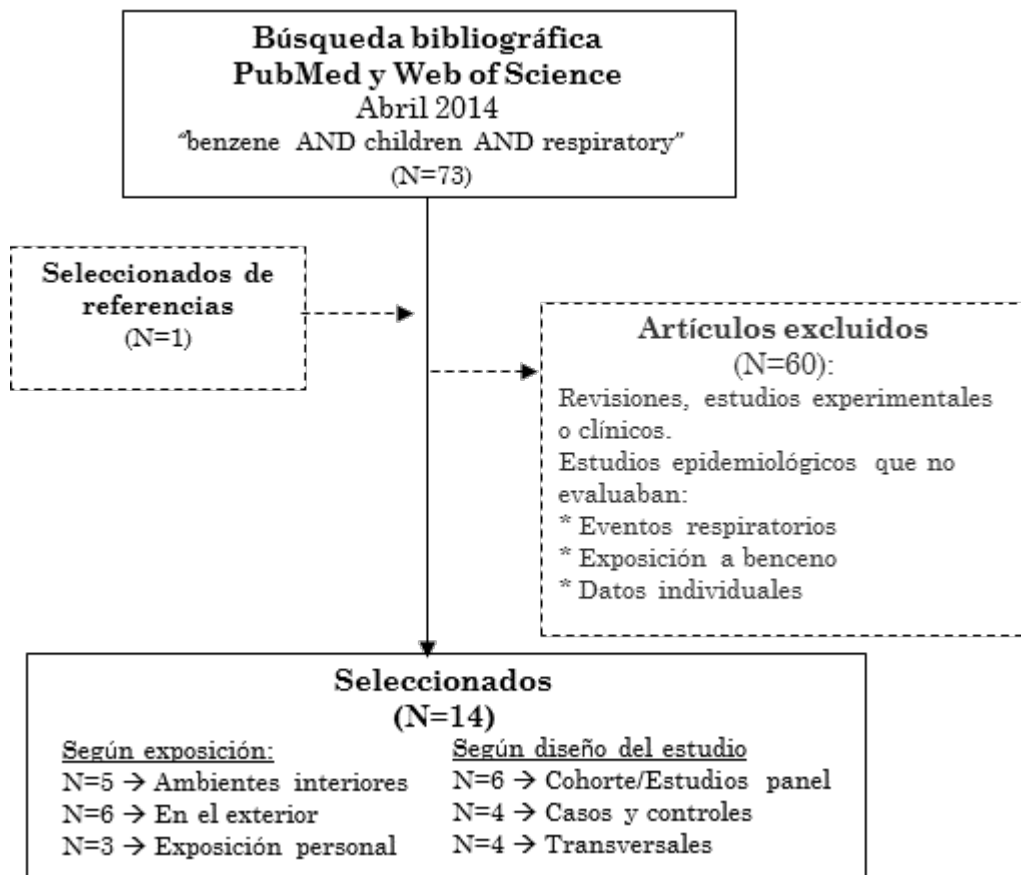 Búsqueda bibliográfica
PubMed y Web of Science
Abril 2014
“benzene AND children AND respiratory”
(N=73)
Seleccionados de
referencias
(N=1)
Artículos excluidos
(N=60):
Revisiones, estudios experimentales
o clínicos.
Estudios epidemiológicos que no
evaluaban:
* Eventos respiratorios
* Exposición a benceno
* Datos individuales
Seleccionados
(N=14)
Según exposición:
N=5 → Ambientes interiores
N=6 → En el exterior
N=3 → Exposición personal
Según diseño del estudio
N=6 → Cohorte/Estudios panel
N=4 → Casos y controles
N=4 → Transversales